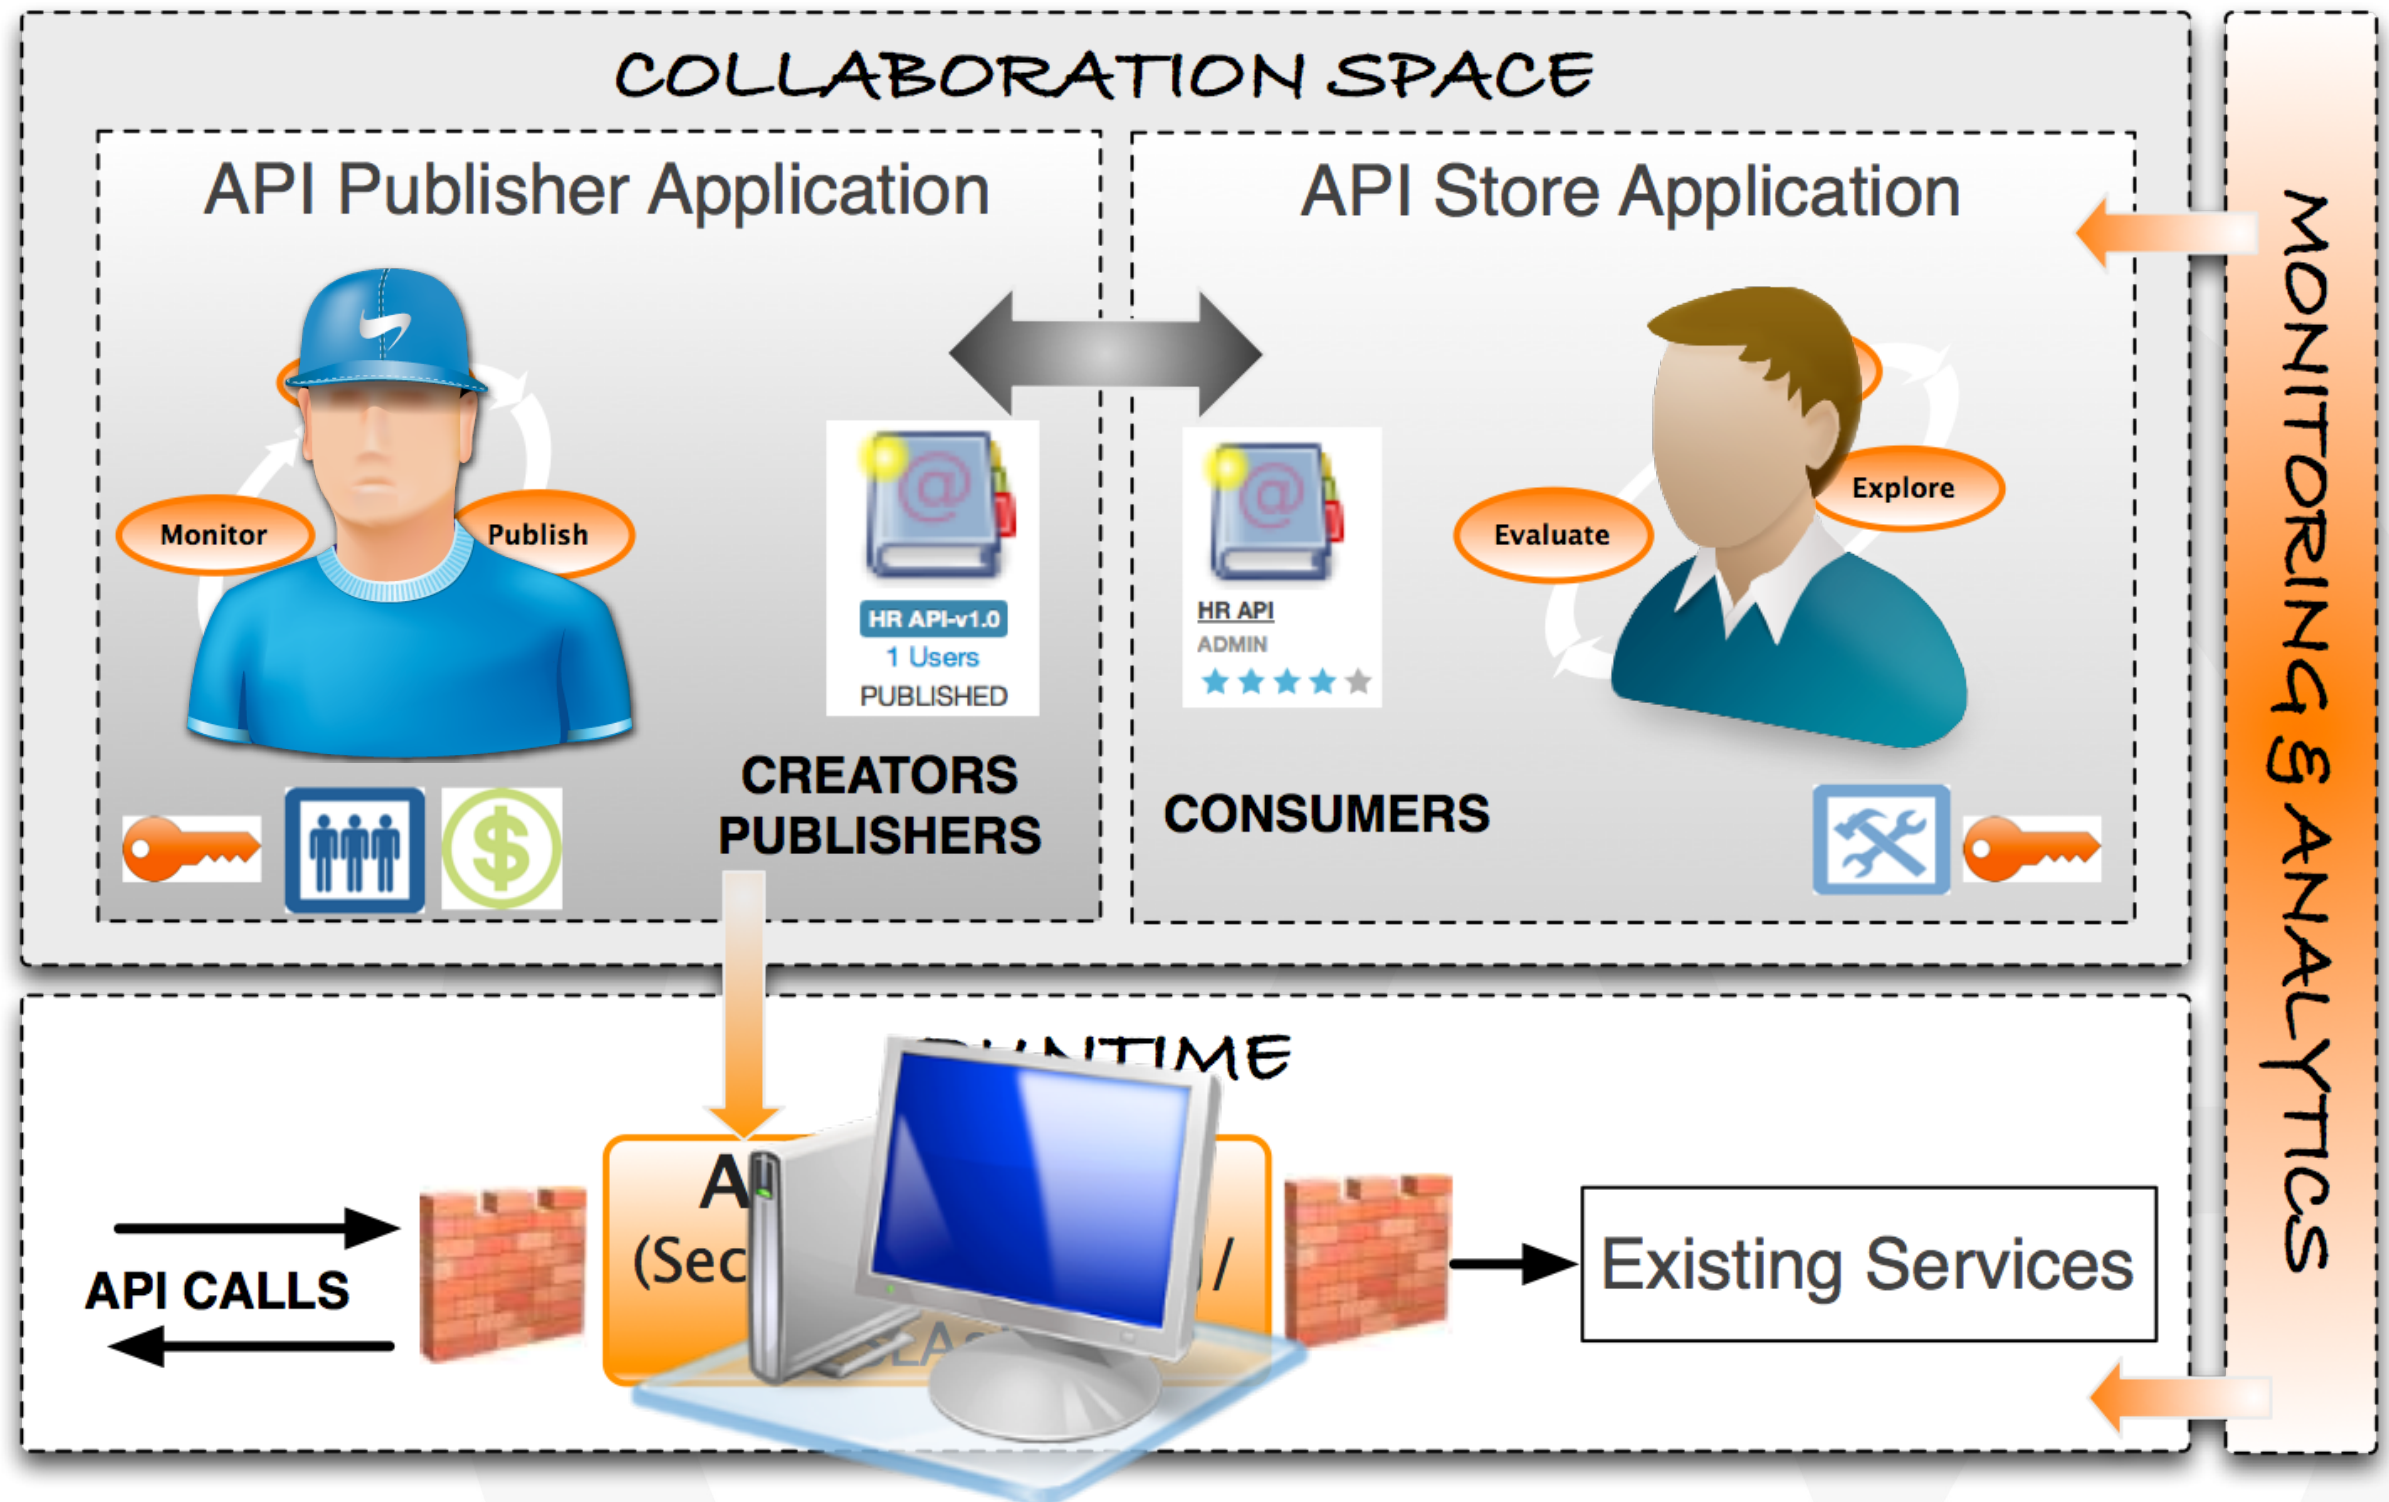 COLLABORATION SPACE
API Publisher Application
API Store Application
Monitor
Publish
Evaluate
Explore
@
@
HR API-v1.0
1 Users
PUBLISHED
HR API
ADMIN
CREATORS
PUBLISHERS
CONSUMERS
$
MONITORING & ANALYTICS
RUNTIME
API CALLS
Existing Services